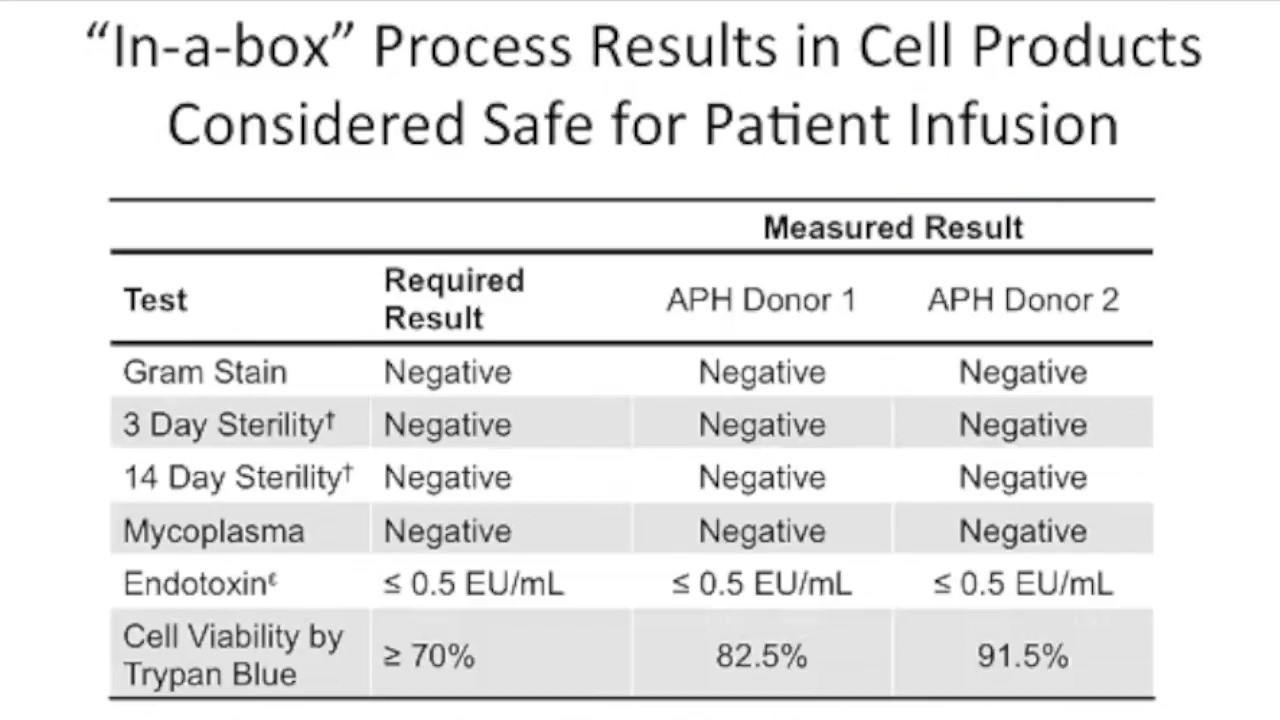 “In-a-box” Process Results in Cell Products
Considered Safe for Patient Infusion
Measured Result
Test Required Result APH Donor 1 APH Donor 2
Gram Stain Negative Negative Negative
3 Day Sterility† Negative Negative Negative
14 Day Sterility† Negative Negative Negative
Mycoplasma Negative Negative Negative
Endotoxin€ ≤ 0.5 EU/mL ≤ 0.5 EU/mL ≤ 0.5 EU/mL
Cell Viability by Trypan Blue ≥ 70% 82.5% 91.5%